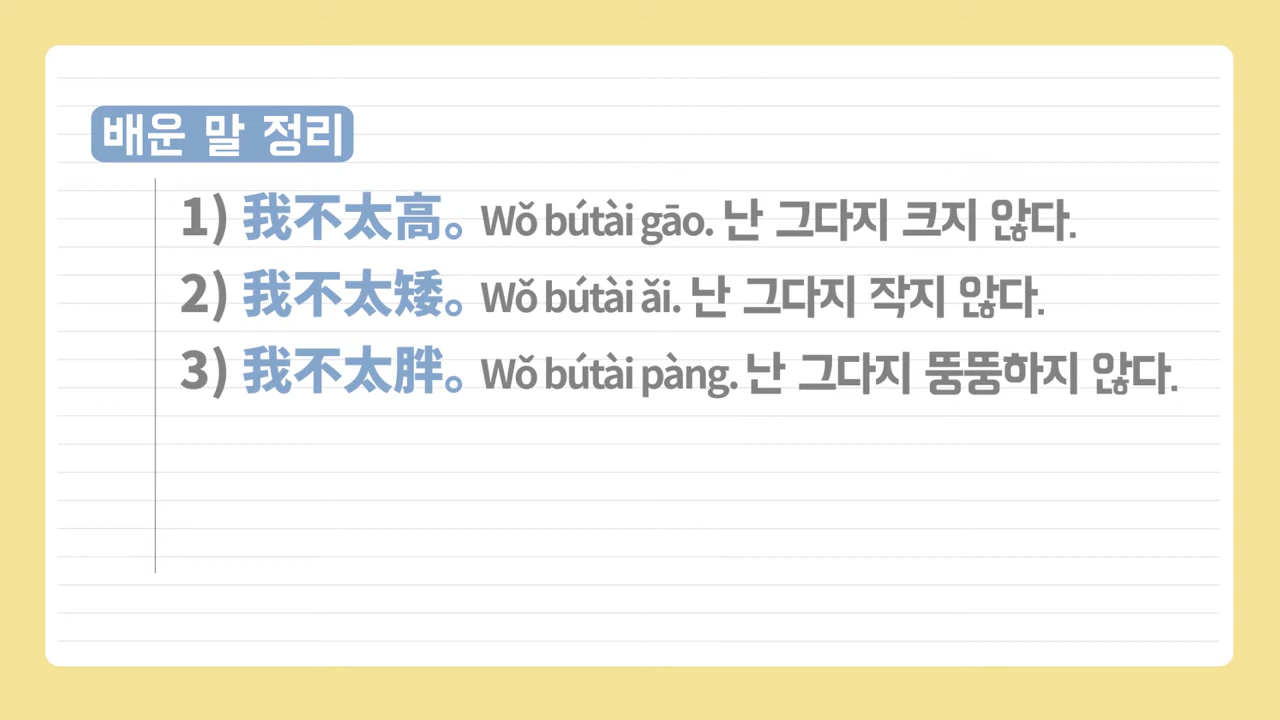 배운 말 정리
1) 我不太高。 Wǒ bútài gāo. 난 그다지 크지 않다.
2) 我不太矮。 Wǒ bútài ǎi. 난 그다지 작지 않다.
3) 我不太胖。 Wǒ bútài pàng. 난 그다지 뚱뚱하지 않다.